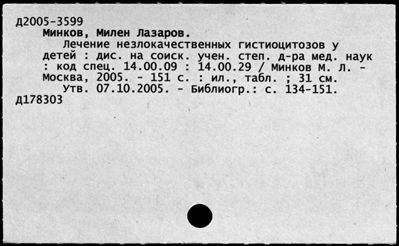 Д2005-3599
Минков, Милен Лазаров.
Лечение незлокачественных гистиоцитозов у
детей : дис. на соиск. учен. степ. д-ра мед. наук
: код спец. 14.00.09 : 14.00.29 / Минков М. Л. -
Москва, 2005. - 151 с. : ил., табл. ; 31 см.
Утв. 07.10.2005. - Библиогр.: с. 134-151.
Д178303